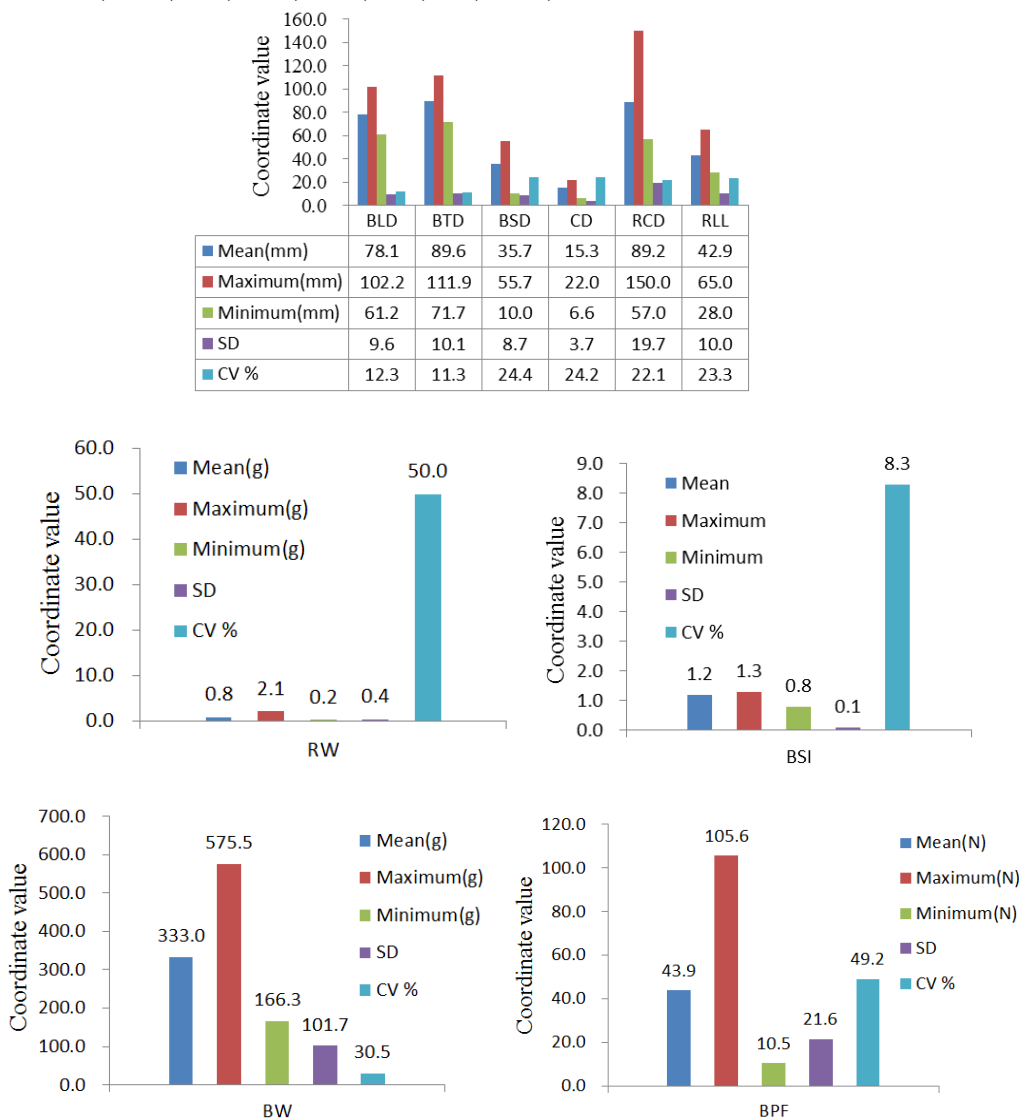 160.0
140.0
120.0
100.0
80.0
60.0
40.0
20.0
0.0
Coordinate value
BLD BTD BSD CD RCD RLL
Mean(mm) 78.1 89.6 35.7 15.3 89.2 42.9
Maximum(mm) 102.2 111.9 55.7 22.0 150.0 65.0
Minimum(mm) 61.2 71.7 10.0 6.6 57.0 28.0
SD 9.6 10.1 8.7 3.7 19.7 10.0
CV % 12.3 11.3 24.4 24.2 22.1 23.3
60.0
50.0
40.0
30.0
20.0
10.0
0.0
Coordinate value
Mean(g)
Maximum(g)
Minimum(g)
SD
CV %
0.8 2.1 0.2 0.4 50.0
RW
9.0
8.0
7.0
6.0
5.0
4.0
3.0
2.0
1.0
0.0
Coordinate value
Mean
Maximum
Minimum
SD
CV %
1.2 1.3 0.8 0.1 8.3
BSI
700.0
600.0
500.0
400.0
300.0
200.0
100.0
0.0
Coordinate value
333.0 575.5 166.3 101.7 30.5
Mean(g)
Maximum(g)
Minimum(g)
SD
CV %
BW
120.0
100.0
80.0
60.0
40.0
20.0
0.0
Coordinate value
43.9 105.6 10.5 21.6 49.2
Mean(N)
Maximum(N)
Minimum(N)
SD
CV %
BPF